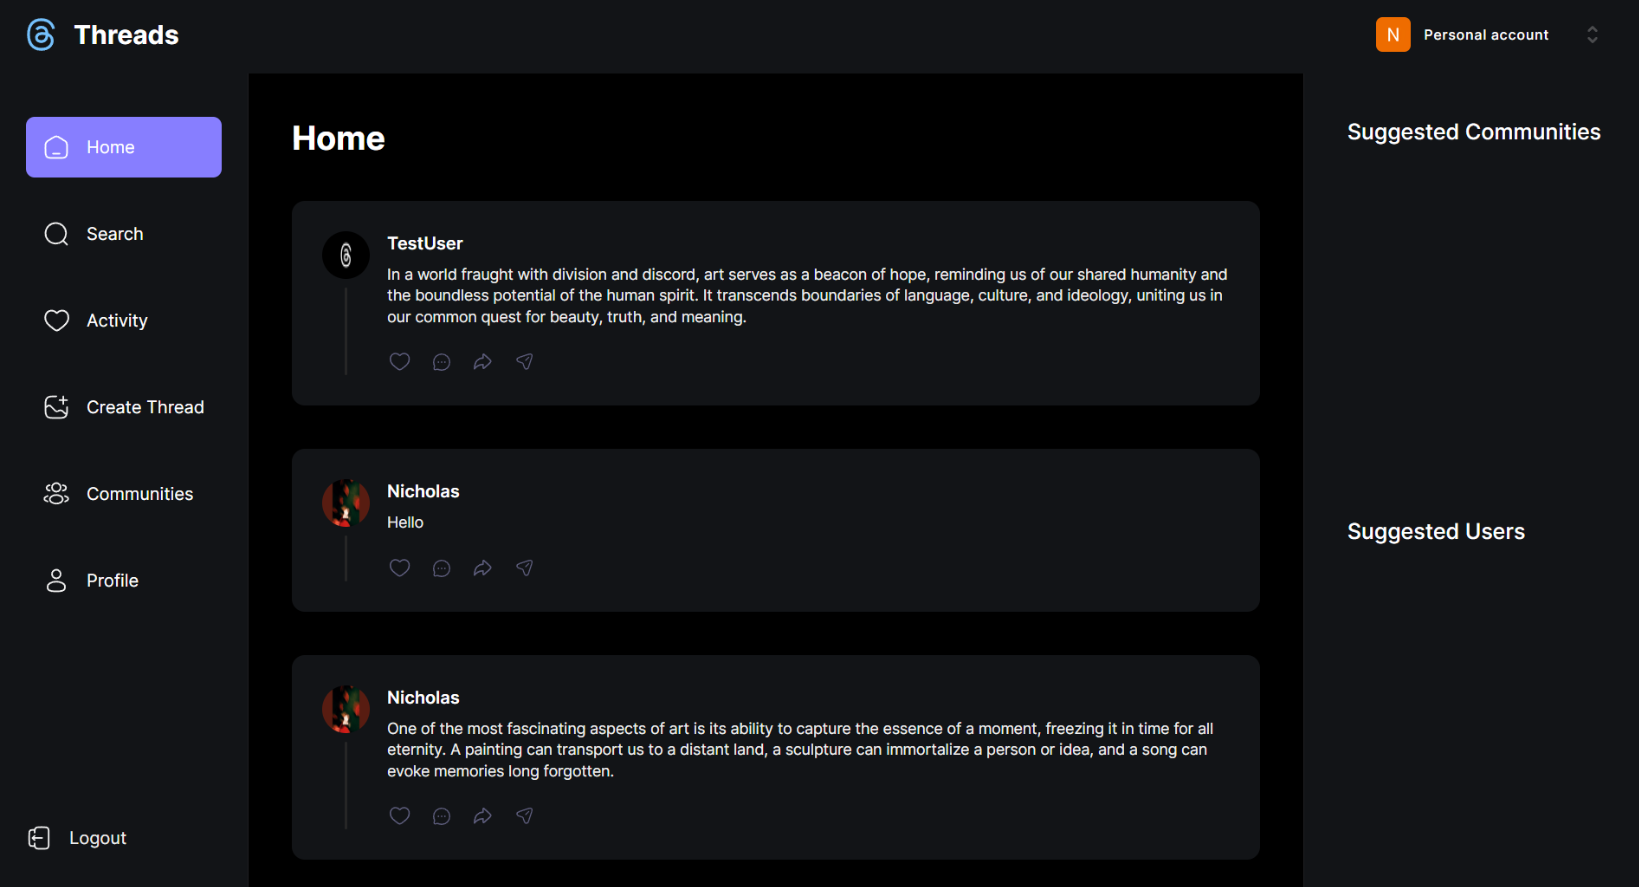 Threads
N Personal account
Home
Search
Activity
Create Thread
Communities
Profile
Logout
Home
TestUser
In a world fraught with division and discord, art serves as a beacon of hope, reminding us of our shared humanity and
the boundless potential of the human spirit. It transcends boundaries of language, culture, and ideology, uniting us in
our common quest for beauty, truth, and meaning.
Nicholas
Hello
Nicholas
One of the most fascinating aspects of art is its ability to capture the essence of a moment, freezing it in time for all
eternity. A painting can transport us to a distant land, a sculpture can immortalize a person or idea, and a song can
evoke memories long forgotten.
Suggested Communities
Suggested Users